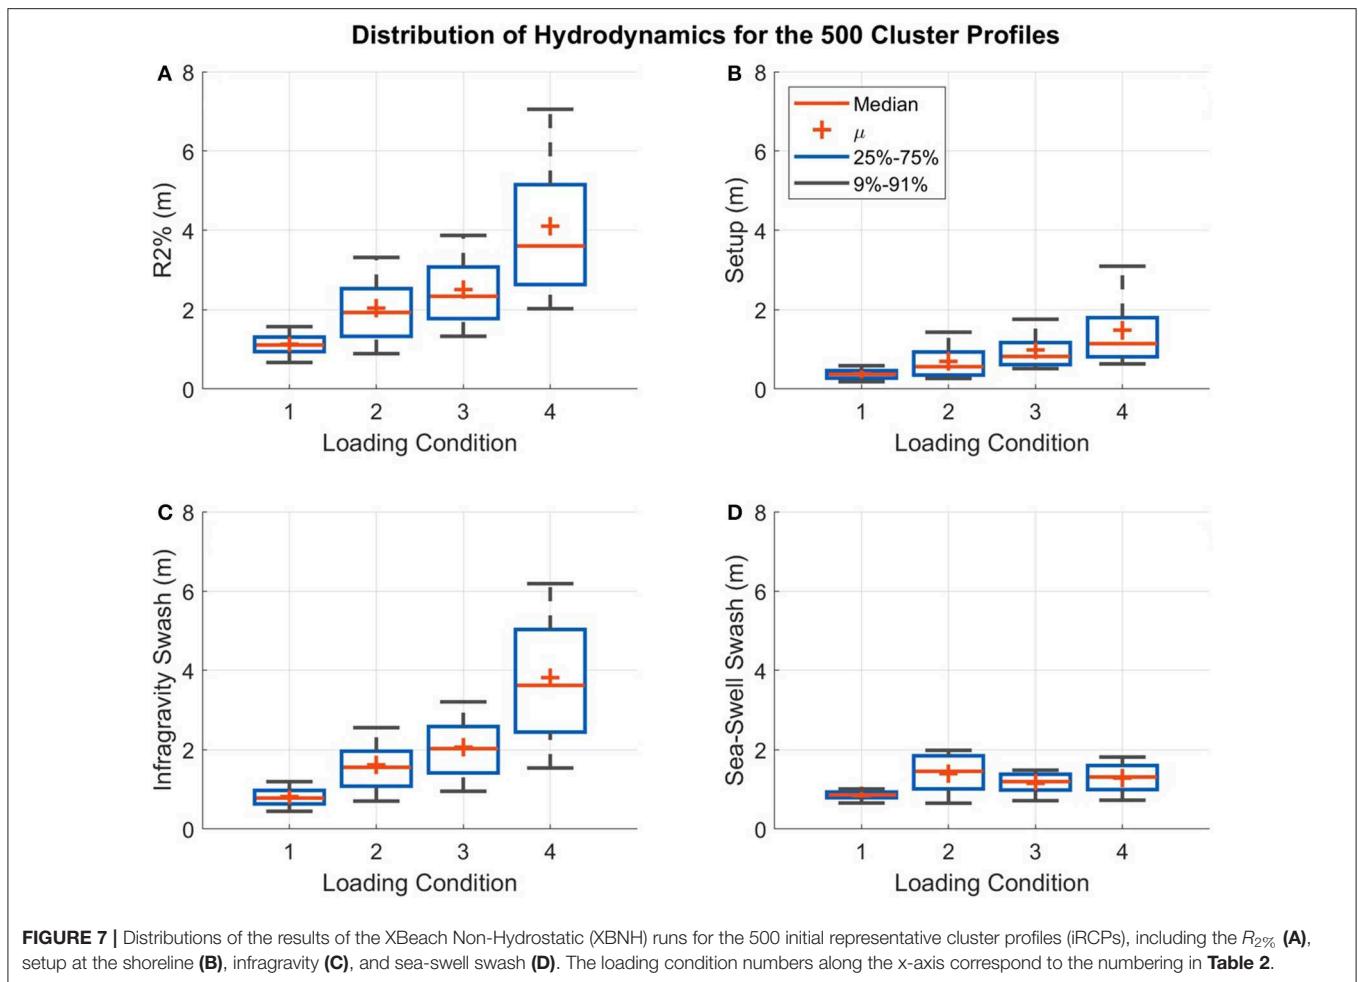 Distribution of Hydrodynamics for the 500 Cluster Profiles
A
8
6
4
2
0
R2% (m)
1 2 3 4
Loading Condition
B
8
6
4
2
0
Setup (m)
Median
μ
25%-75%
9%-91%
1 2 3 4
Loading Condition
C
8
6
4
2
0
Infragravity Swash (m)
1 2 3 4
Loading Condition
D
8
6
4
2
0
Sea-Swell Swash (m)
1 2 3 4
Loading Condition
FIGURE 7 | Distributions of the results of the XBeach Non-Hydrostatic (XBNH) runs for the 500 initial representative cluster profiles (iRCPs), including the R2% (A),
setup at the shoreline (B), infragravity (C), and sea-swell swash (D). The loading condition numbers along the x-axis correspond to the numbering in Table 2.